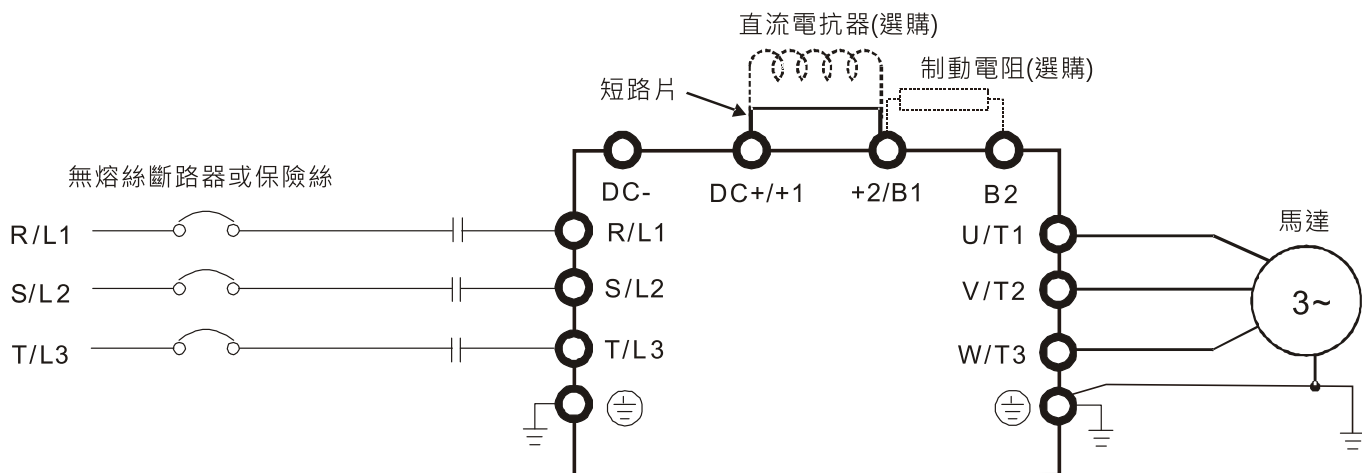 直流電抗器(選購)
制動電阻(選購)
短路片
無熔絲斷路器或保險絲
DC-
DC+/+1
+2/B1
B2
馬達
R/L1
R/L1
U/T1
S/L2
S/L2
V/T2
3~
T/L3
T/L3
W/T3